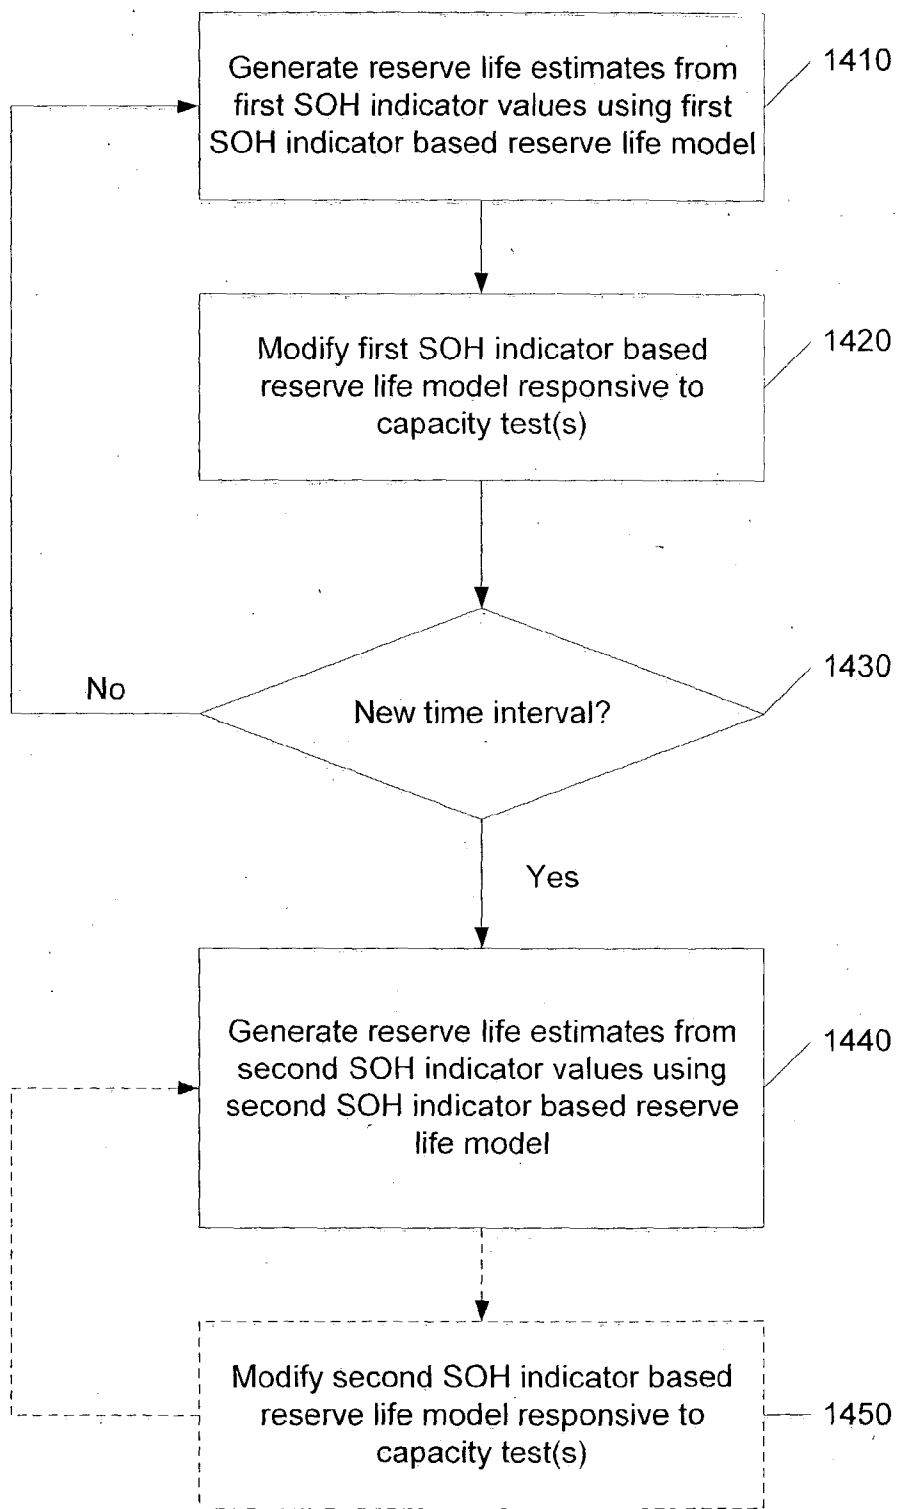 Generate reserve life estimates from
first SOH indicator values using first
SOH indicator based reserve life model
1410
Modify first SOH indicator based
reserve life model responsive to
capacity test(s)
1420
New time interval?
1430
No
Yes
Generate reserve life estimates from
second SOH indicator values using
second SOH indicator based reserve
life model
1440
Modify second SOH indicator based
reserve life model responsive to
capacity test(s)
1450